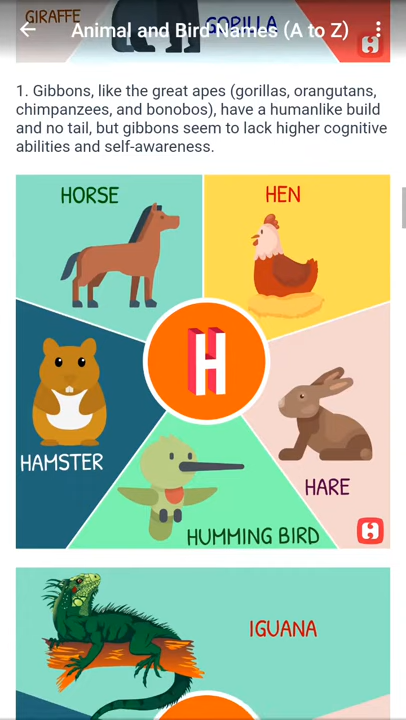 GIRAFFE
GORILLA
Animal and Bird Names (A to Z)
1. Gibbons, like the great apes (gorillas, orangutans,
chimpanzees, and bonobos), have a humanlike build
and no tail, but gibbons seem to lack higher cognitive
abilities and self-awareness.
HORSE
HEN
H
HAMSTER
HARE
HUMMING BIRD
IGUANA